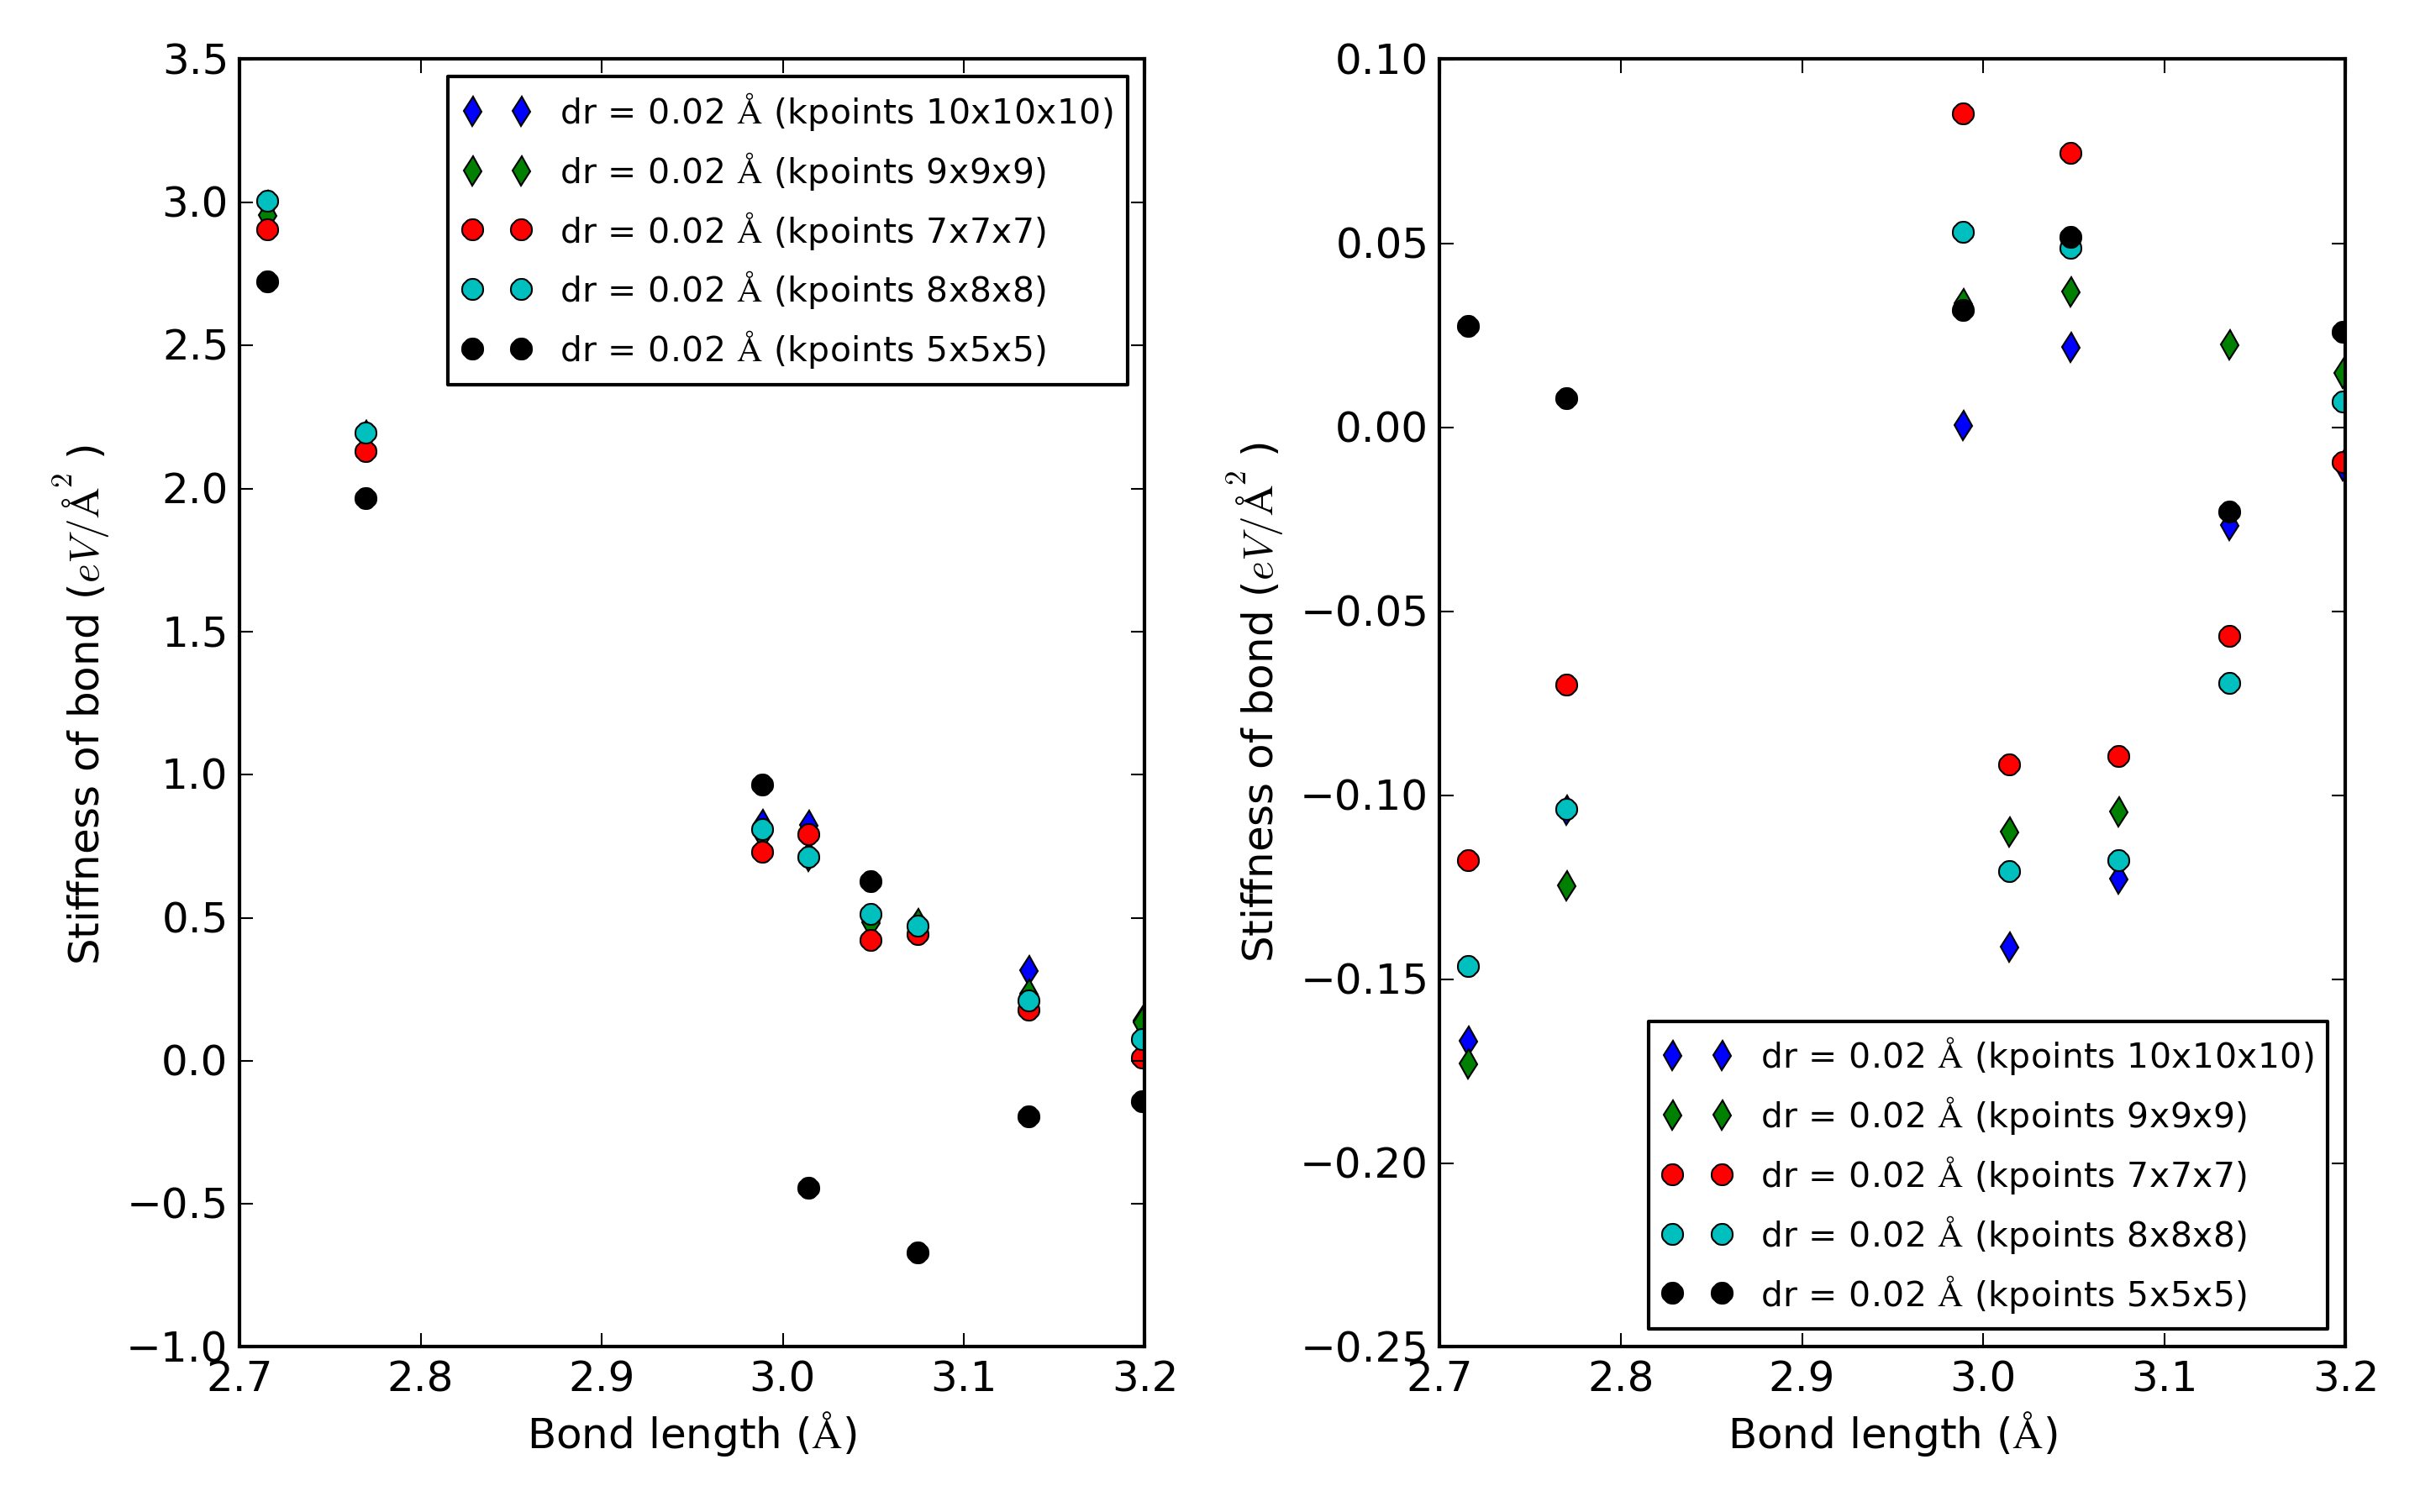 3.5
3.0
2.5
2.0
1.5
1.0
0.5
0.0
−0.5
−1.0
2.7 2.8 2.9 3.0 3.1 3.2
Stiffness of bond (eV/Å²)
Bond length (Å)
dr = 0.02 Å (kpoints 10x10x10)
dr = 0.02 Å (kpoints 9x9x9)
dr = 0.02 Å (kpoints 7x7x7)
dr = 0.02 Å (kpoints 8x8x8)
dr = 0.02 Å (kpoints 5x5x5)
0.10
0.05
0.00
−0.05
−0.10
−0.15
−0.20
−0.25
2.7 2.8 2.9 3.0 3.1 3.2
Stiffness of bond (eV/Å²)
Bond length (Å)
dr = 0.02 Å (kpoints 10x10x10)
dr = 0.02 Å (kpoints 9x9x9)
dr = 0.02 Å (kpoints 7x7x7)
dr = 0.02 Å (kpoints 8x8x8)
dr = 0.02 Å (kpoints 5x5x5)